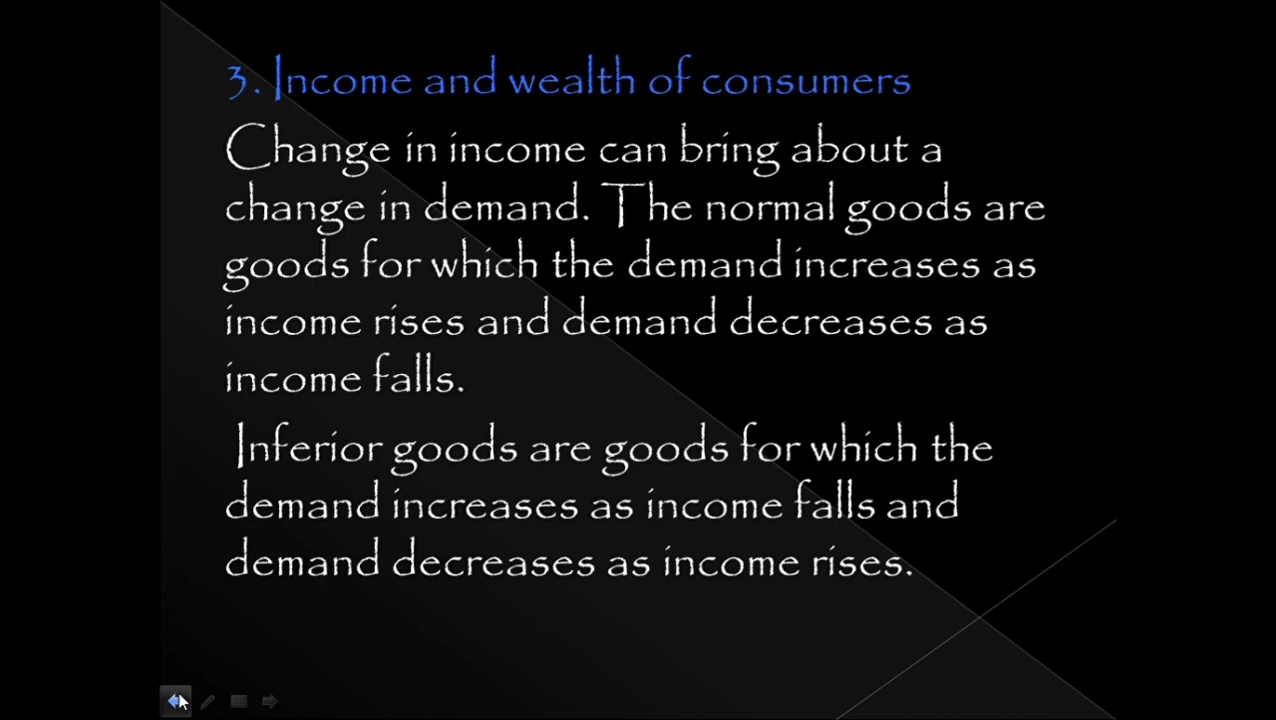 3. Income and wealth of consumers
Change in income can bring about a
change in demand. The normal goods are
goods for which the demand increases as
income rises and demand decreases as
income falls.
Inferior goods are goods for which the
demand increases as income falls and
demand decreases as income rises.